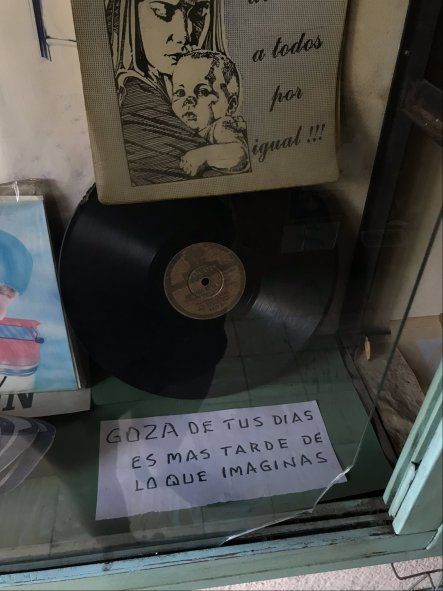 a todos
por
igual !!!
GOZA DE TUS DIAS
ES MAS TARDE DE
LO QUE IMAGINAS